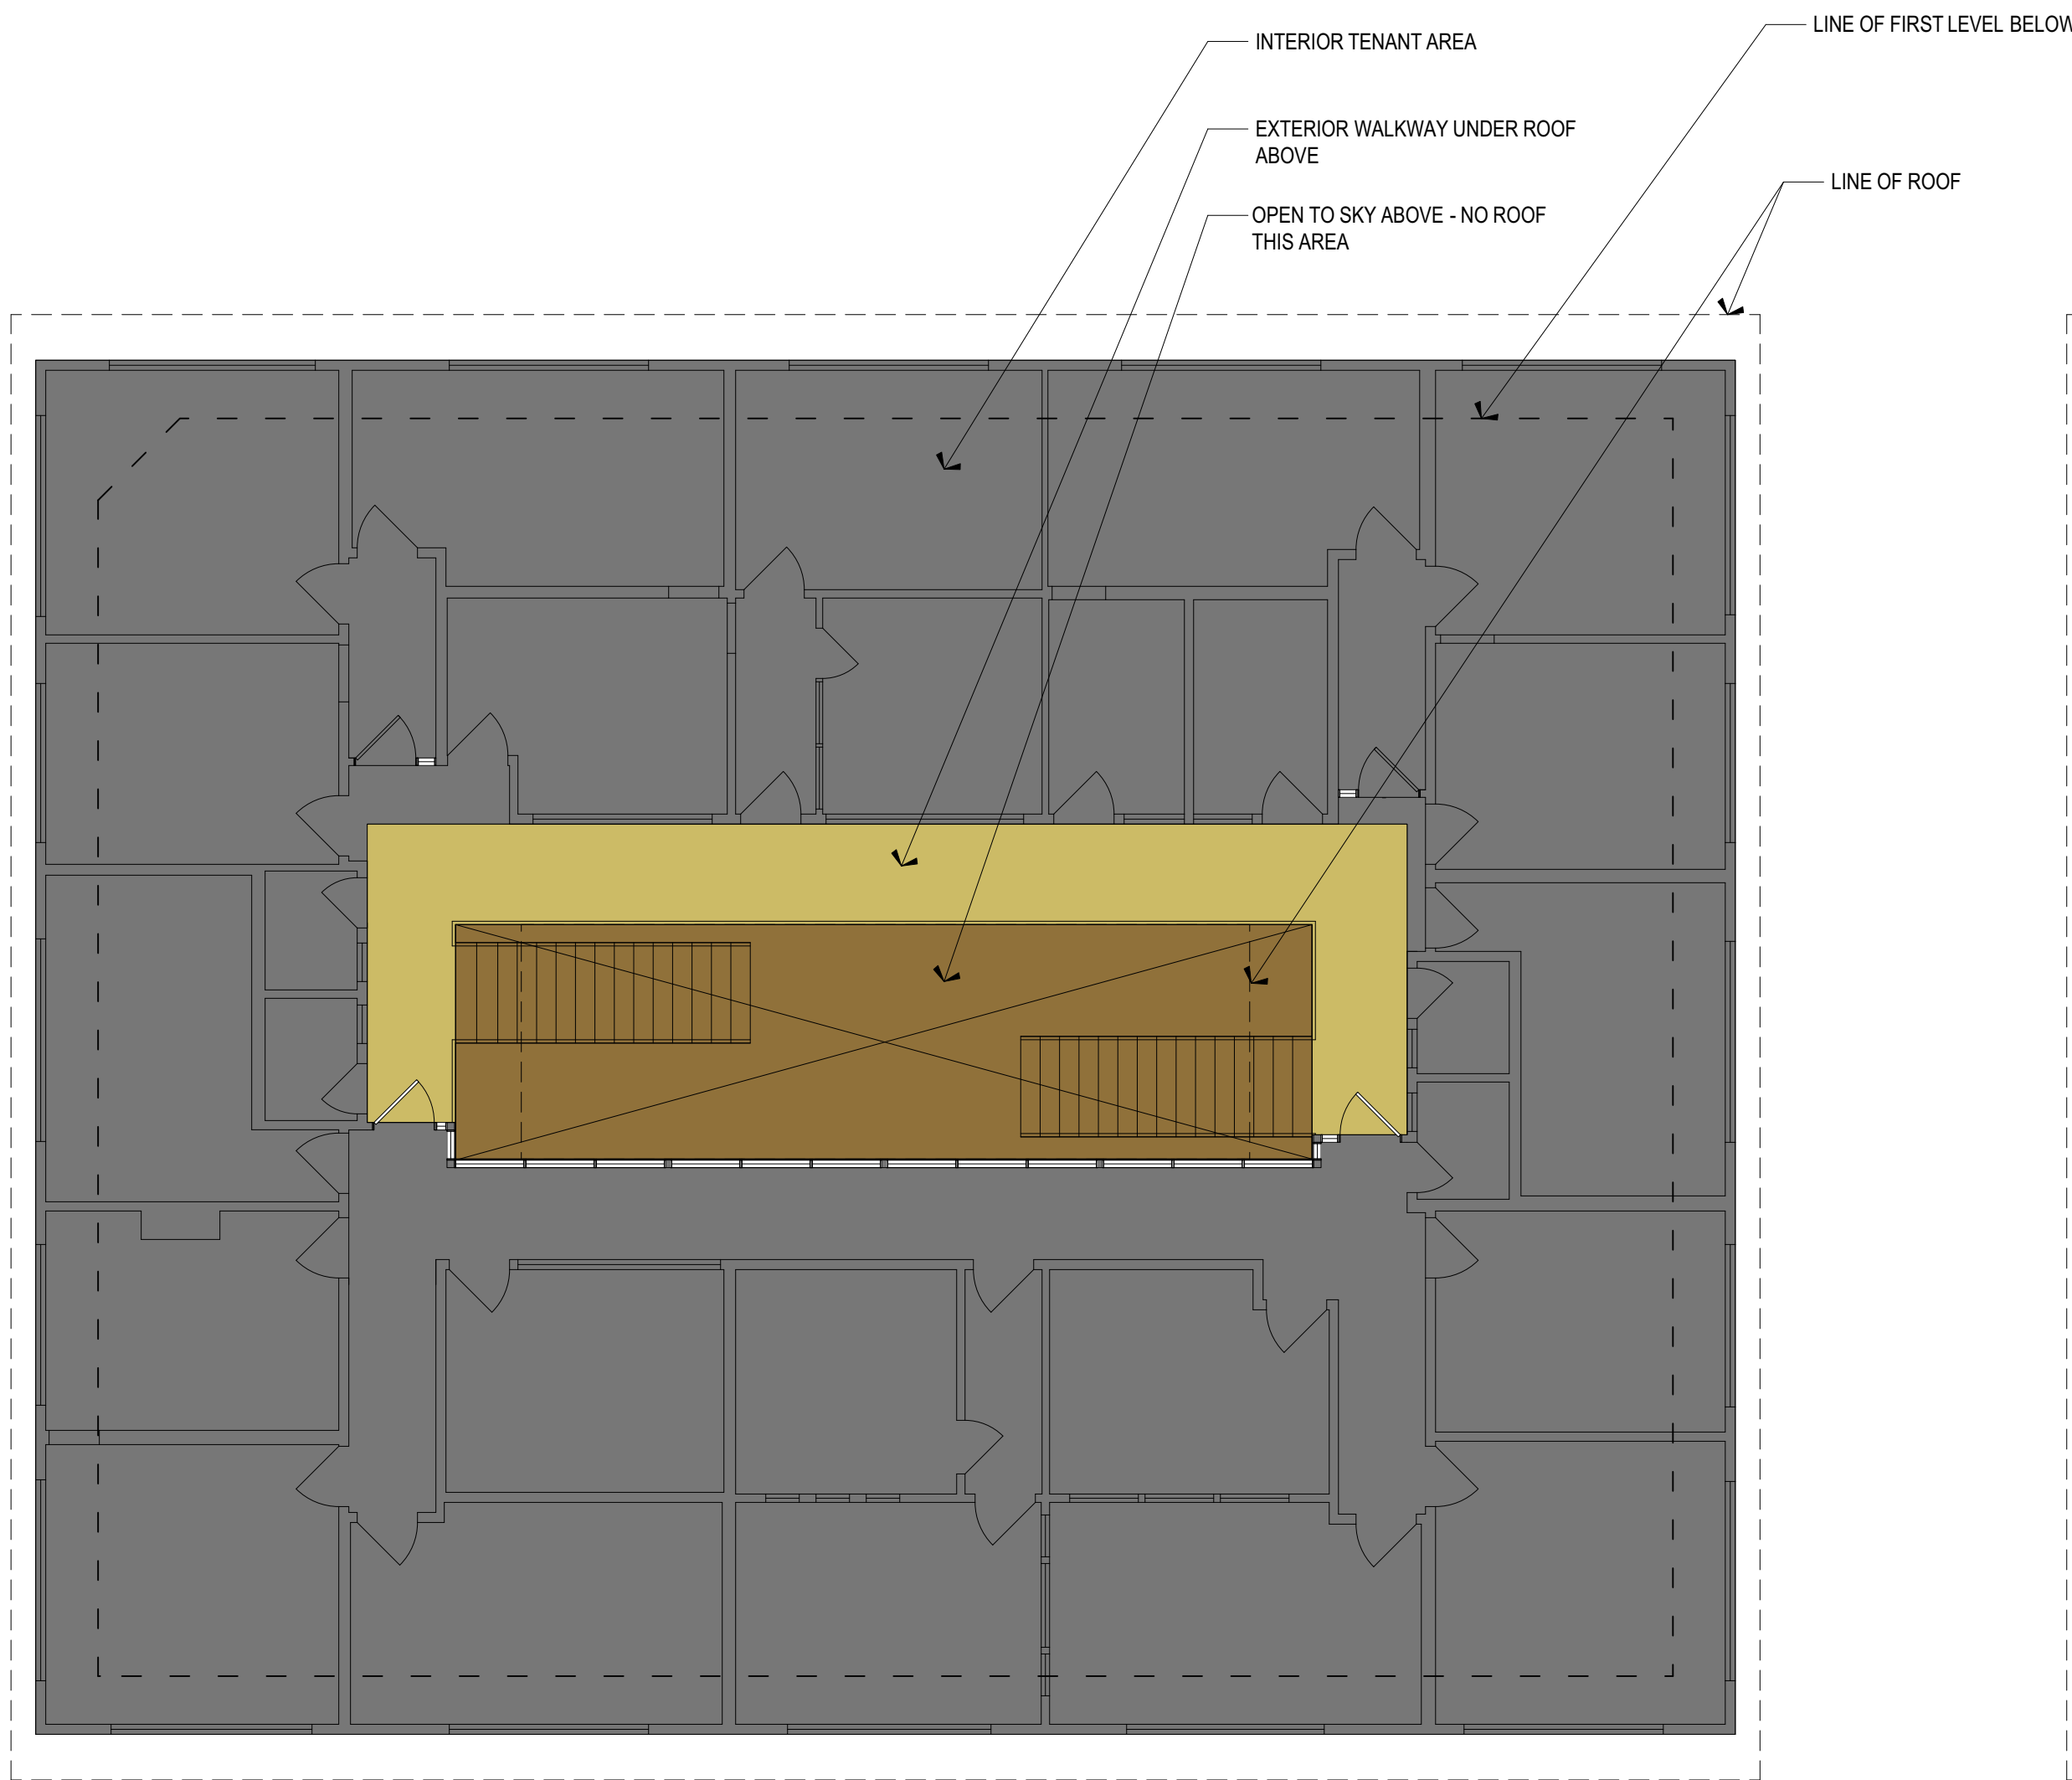 INTERIOR TENANT AREA
LINE OF FIRST LEVEL BELOW
EXTERIOR WALKWAY UNDER ROOF
ABOVE
LINE OF ROOF
OPEN TO SKY ABOVE - NO ROOF
THIS AREA